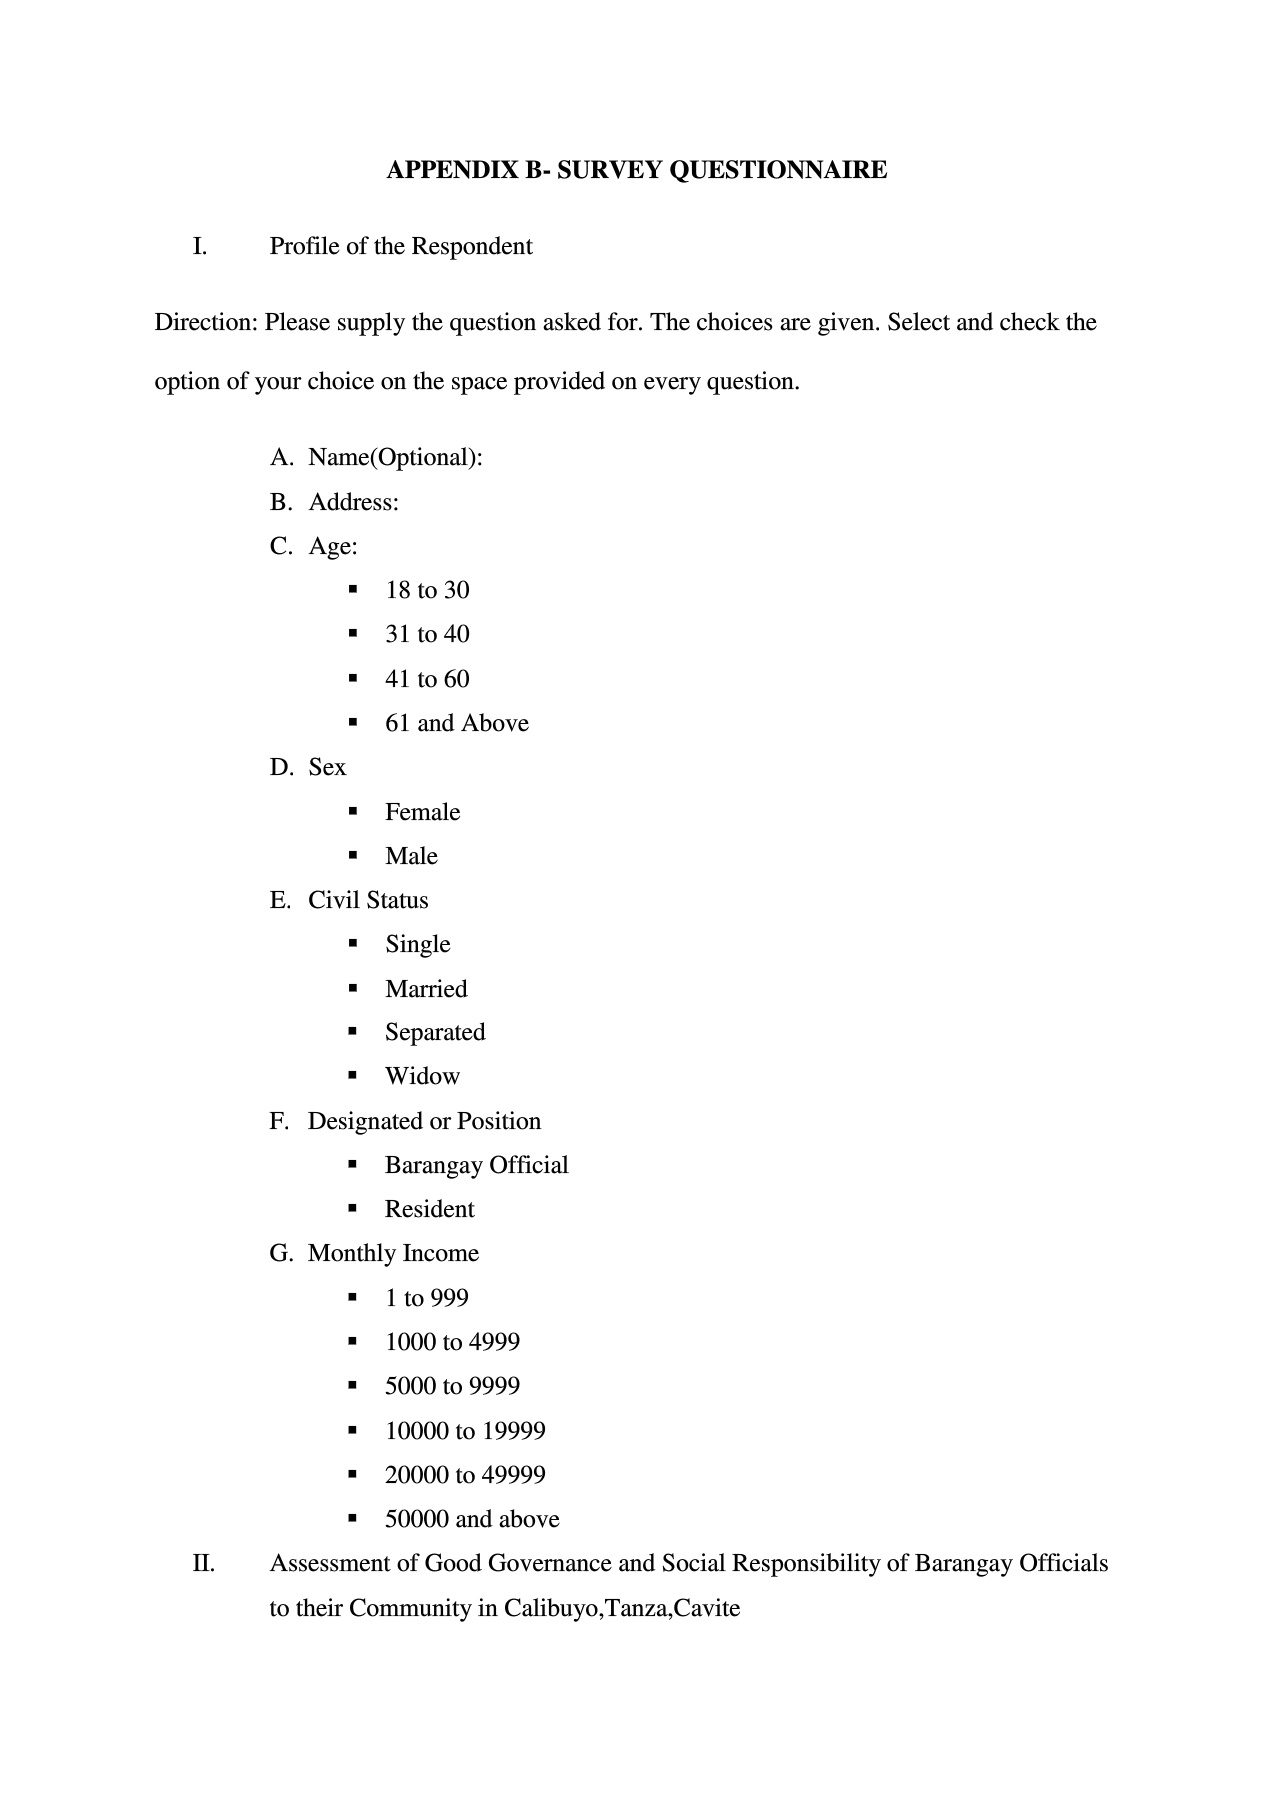 APPENDIX B- SURVEY QUESTIONNAIRE
I. Profile of the Respondent
Direction: Please supply the question asked for. The choices are given. Select and check the
option of your choice on the space provided on every question.
A. Name(Optional):
B. Address:
C. Age:
▪ 18 to 30
▪ 31 to 40
▪ 41 to 60
▪ 61 and Above
D. Sex
▪ Female
▪ Male
E. Civil Status
▪ Single
▪ Married
▪ Separated
▪ Widow
F. Designated or Position
▪ Barangay Official
▪ Resident
G. Monthly Income
▪ 1 to 999
▪ 1000 to 4999
▪ 5000 to 9999
▪ 10000 to 19999
▪ 20000 to 49999
▪ 50000 and above
II. Assessment of Good Governance and Social Responsibility of Barangay Officials
to their Community in Calibuyo,Tanza,Cavite